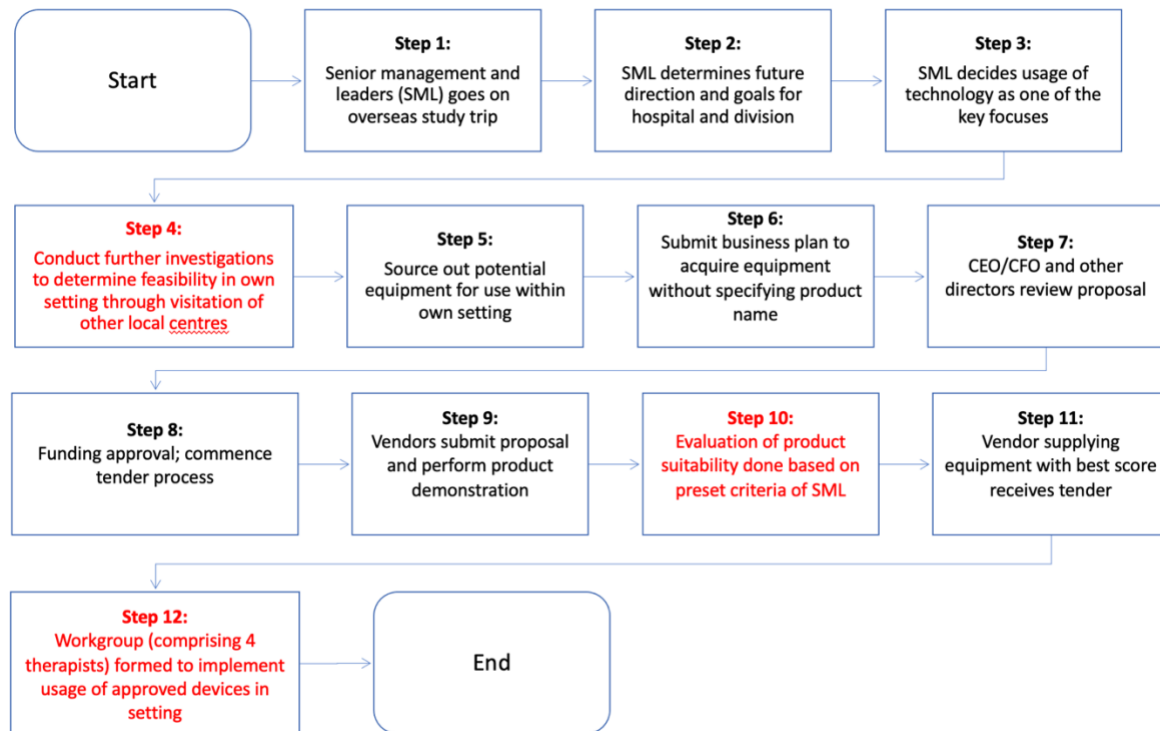 Start
Step 1:
Senior management and
leaders (SML) goes on
overseas study trip
Step 2:
SML determines future
direction and goals for
hospital and division
Step 3:
SML decides usage of
technology as one of the
key focuses
Step 4:
Conduct further investigations
to determine feasibility in own
setting through visitation of
other local centres
Step 5:
Source out potential
equipment for use within
own setting
Step 6:
Submit business plan to
acquire equipment
without specifying product
name
Step 7:
CEO/CFO and other
directors review proposal
Step 8:
Funding approval; commence
tender process
Step 9:
Vendors submit proposal
and perform product
demonstration
Step 10:
Evaluation of product
suitability done based on
preset criteria of SML
Step 11:
Vendor supplying
equipment with best score
receives tender
Step 12:
Workgroup (comprising 4
therapists) formed to implement
usage of approved devices in
setting
End